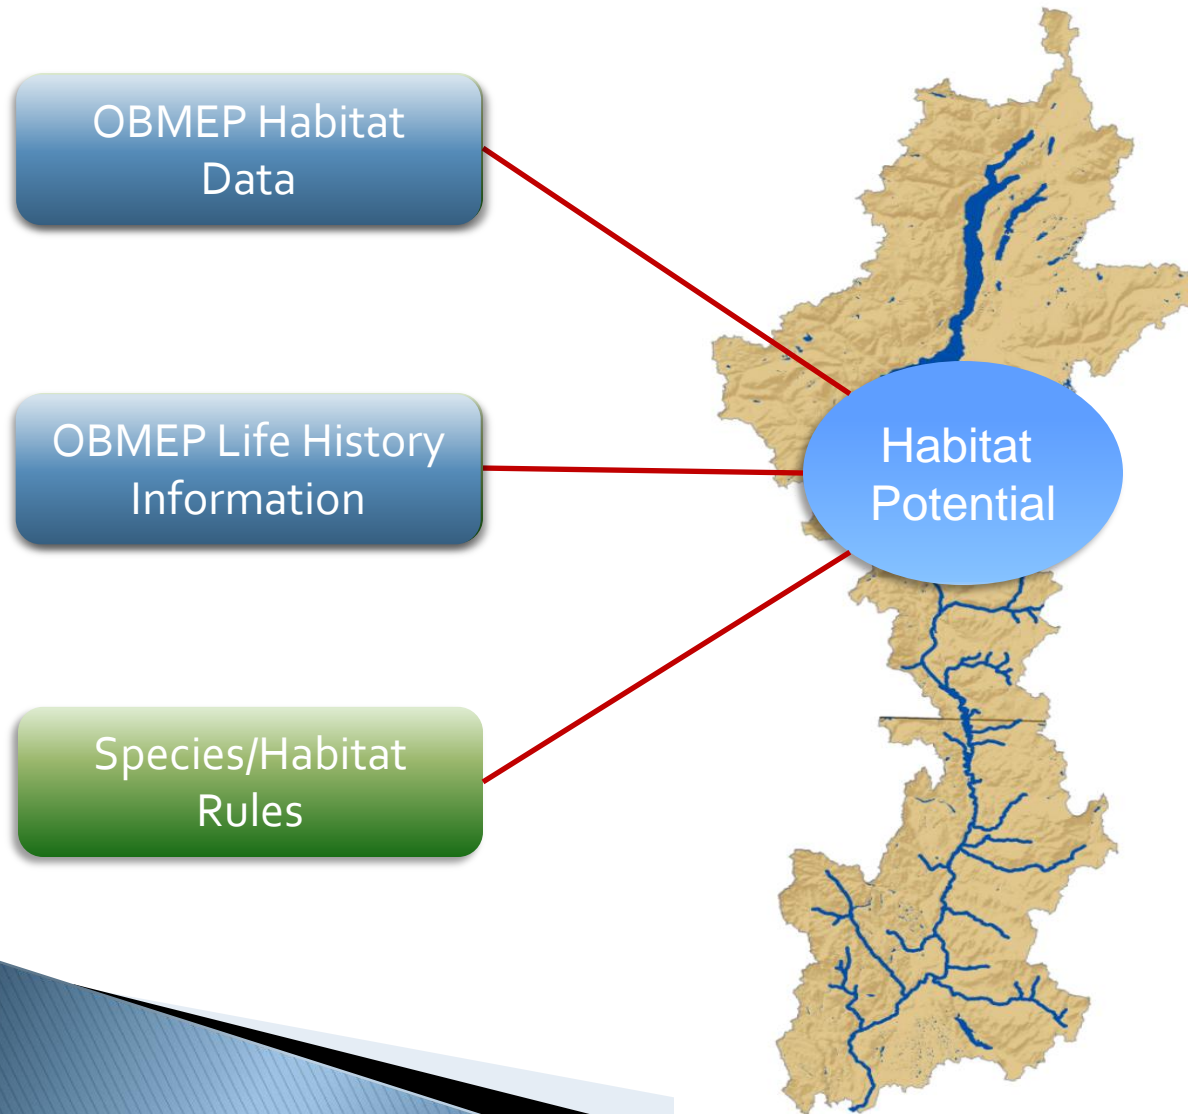 OBMEP Habitat
Data
OBMEP Life History
Information
Species/Habitat
Rules
Habitat
Potential